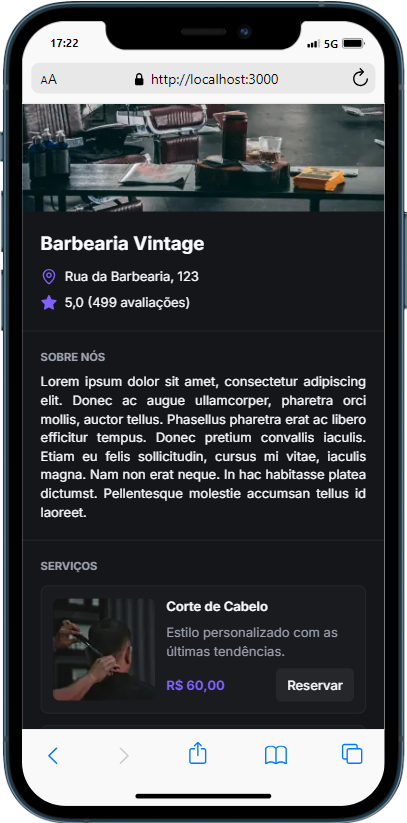 17:22
5G
AA
http://localhost:3000
Barbearia Vintage
Rua da Barbearia, 123
5,0 (499 avaliações)
SOBRE NÓS
Lorem ipsum dolor sit amet, consectetur adipiscing
elit. Donec ac augue ullamcorper, pharetra orci
mollis, auctor tellus. Phasellus pharetra erat ac libero
efficitur tempus. Donec pretium convallis iaculis.
Etiam eu felis sollicitudin, cursus mi vitae, iaculis
magna. Nam non erat neque. In hac habitasse platea
dictumst. Pellentesque molestie accumsan tellus id
laoreet.
SERVIÇOS
Corte de Cabelo
Estilo personalizado com as
últimas tendências.
R$ 60,00
Reservar